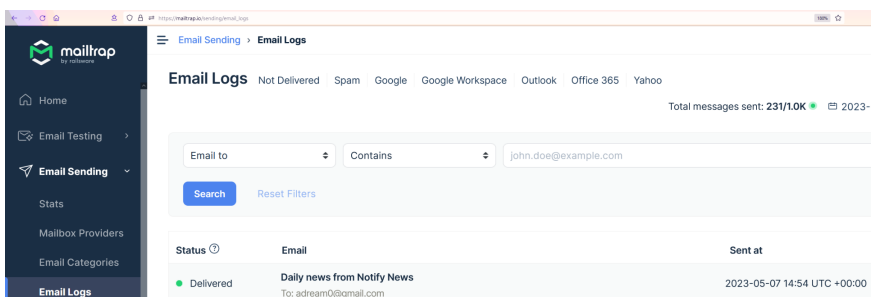 https://mailtrap.io/sending/email_logs
100%
mailtrap
by railsware
Email Sending › Email Logs
Home
Email Testing
Email Sending
Stats
Mailbox Providers
Email Categories
Email Logs
Email Logs Not Delivered Spam Google Google Workspace Outlook Office 365 Yahoo
Total messages sent: 231/1.0K 2023-
Email to Contains john.doe@example.com
Search Reset Filters
Status Email Sent at
Delivered Daily news from Notify News 2023-05-07 14:54 UTC +00:00
To: adream0@gmail.com